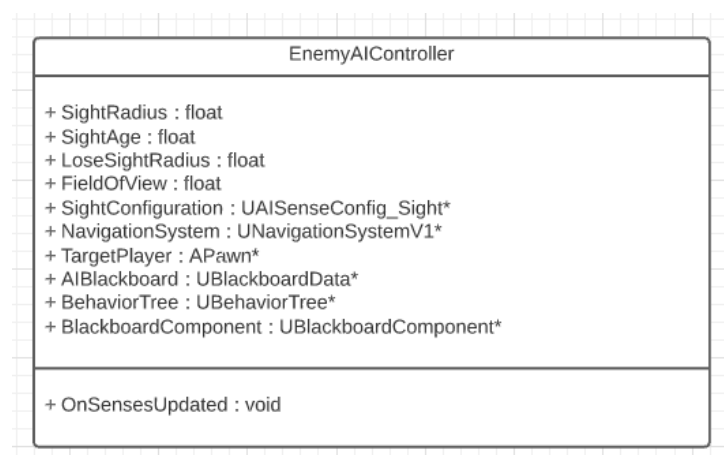 EnemyAIController
+ SightRadius : float
+ SightAge : float
+ LoseSightRadius : float
+ FieldOfView : float
+ SightConfiguration : UAISenseConfig_Sight*
+ NavigationSystem : UNavigationSystemV1*
+ TargetPlayer : APawn*
+ AIBlackboard : UBlackboardData*
+ BehaviorTree : UBehaviorTree*
+ BlackboardComponent : UBlackboardComponent*
+ OnSensesUpdated : void